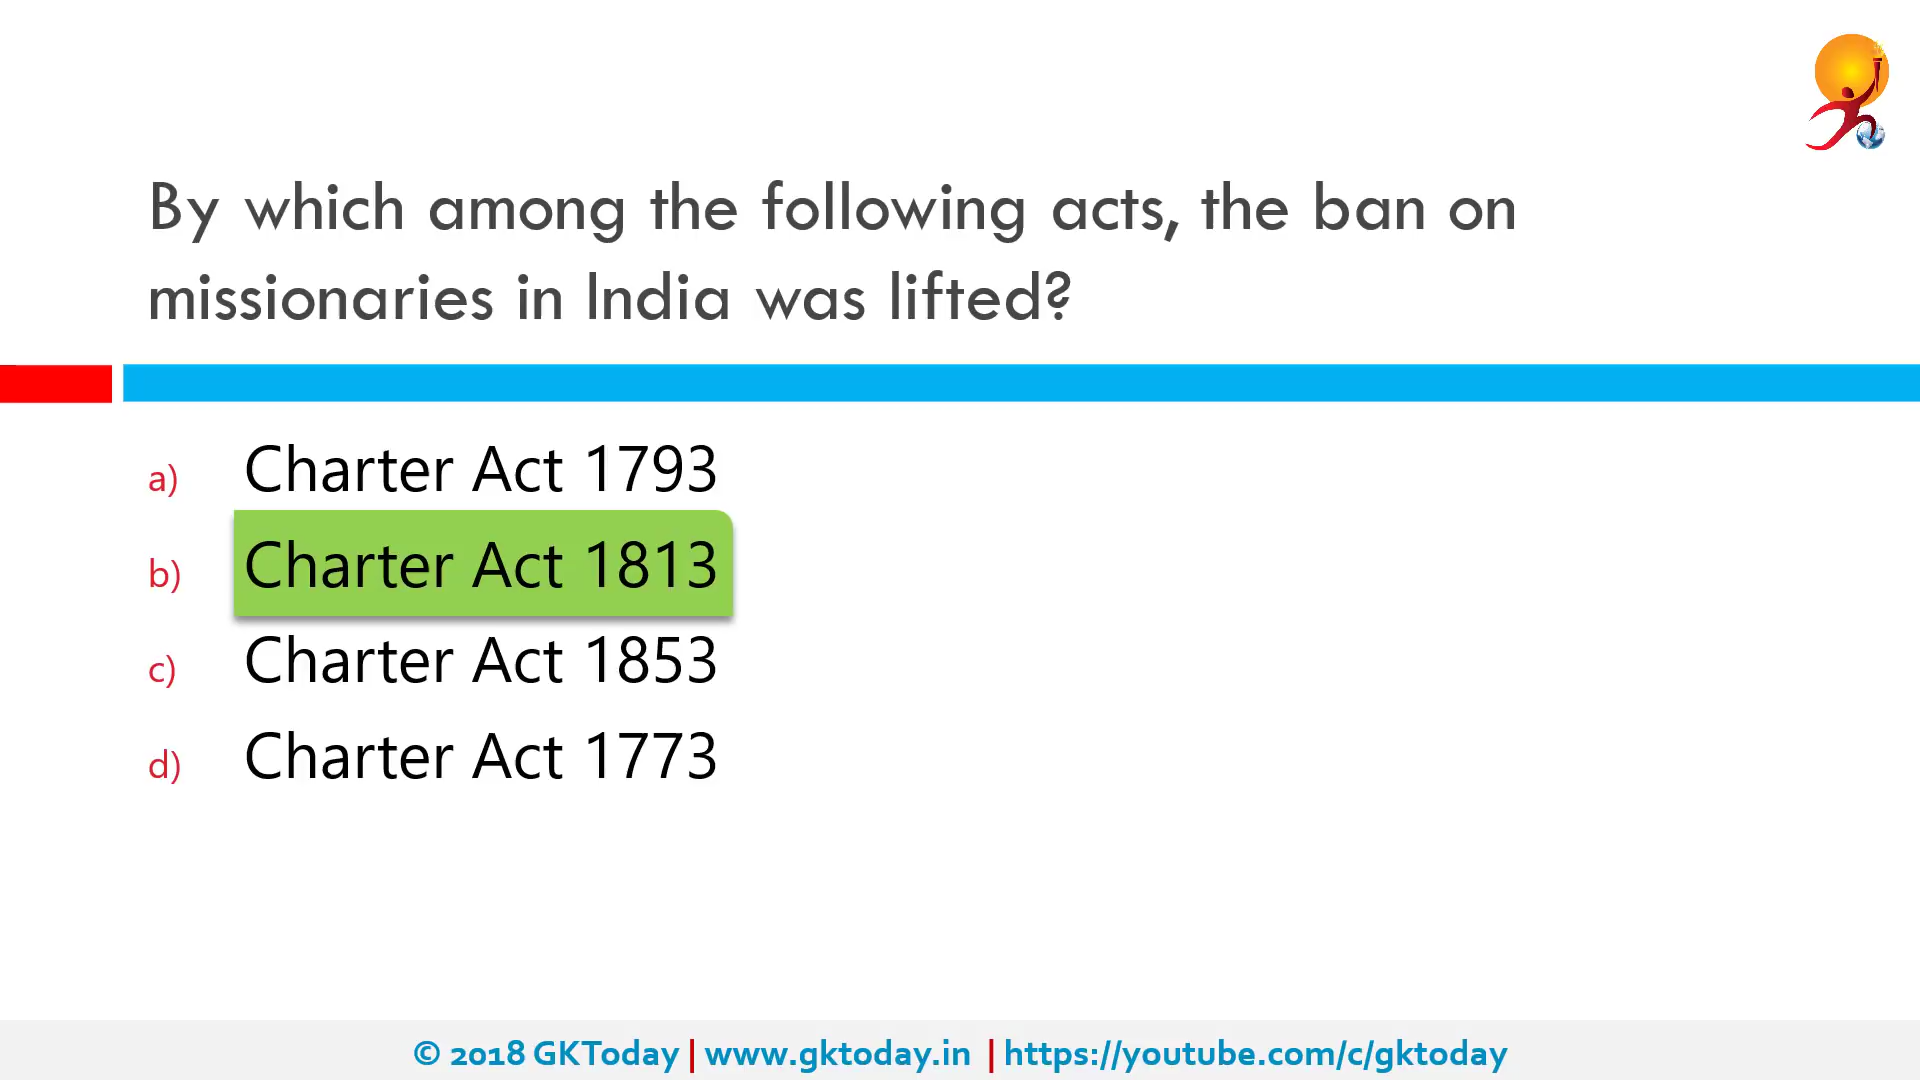 By which among the following acts, the ban on
missionaries in India was lifted?
a) Charter Act 1793
b) Charter Act 1813
c) Charter Act 1853
d) Charter Act 1773
© 2018 GKToday | www.gktoday.in | https://youtube.com/c/gktoday